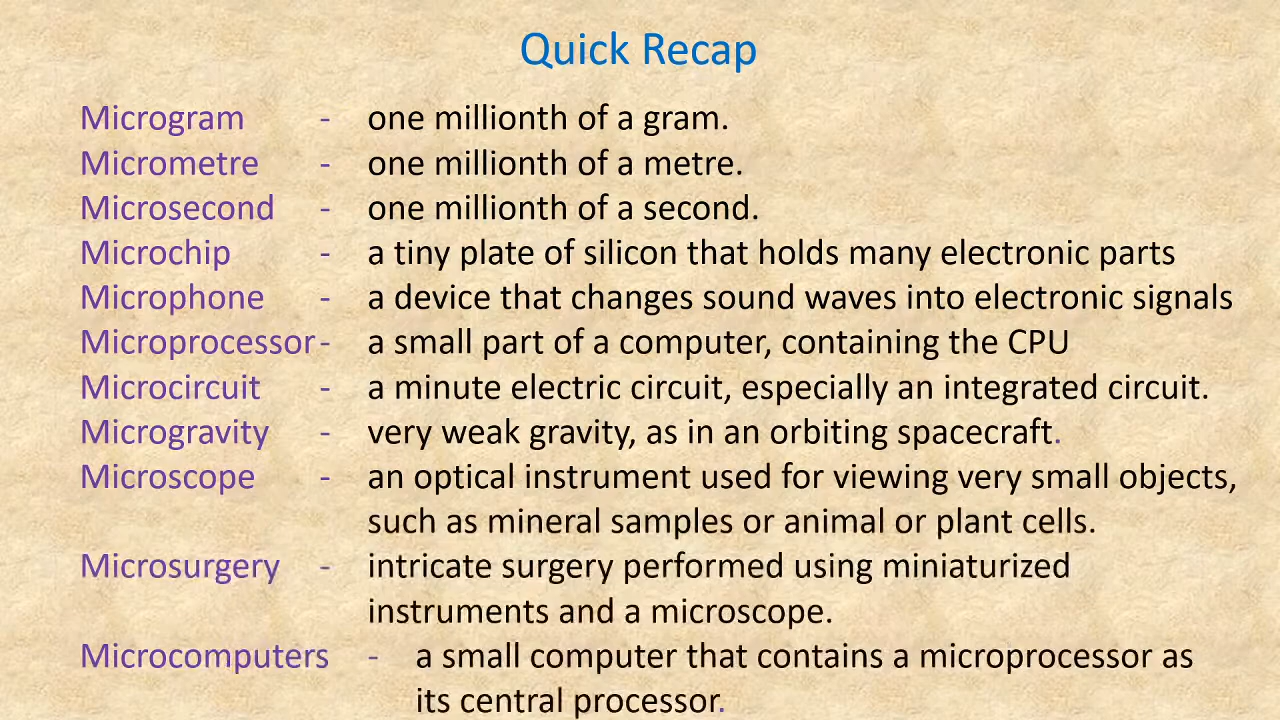 Quick Recap
Microgram - one millionth of a gram.
Micrometre - one millionth of a metre.
Microsecond - one millionth of a second.
Microchip - a tiny plate of silicon that holds many electronic parts
Microphone - a device that changes sound waves into electronic signals
Microprocessor - a small part of a computer, containing the CPU
Microcircuit - a minute electric circuit, especially an integrated circuit.
Microgravity - very weak gravity, as in an orbiting spacecraft.
Microscope - an optical instrument used for viewing very small objects,
such as mineral samples or animal or plant cells.
Microsurgery - intricate surgery performed using miniaturized
instruments and a microscope.
Microcomputers - a small computer that contains a microprocessor as
its central processor.